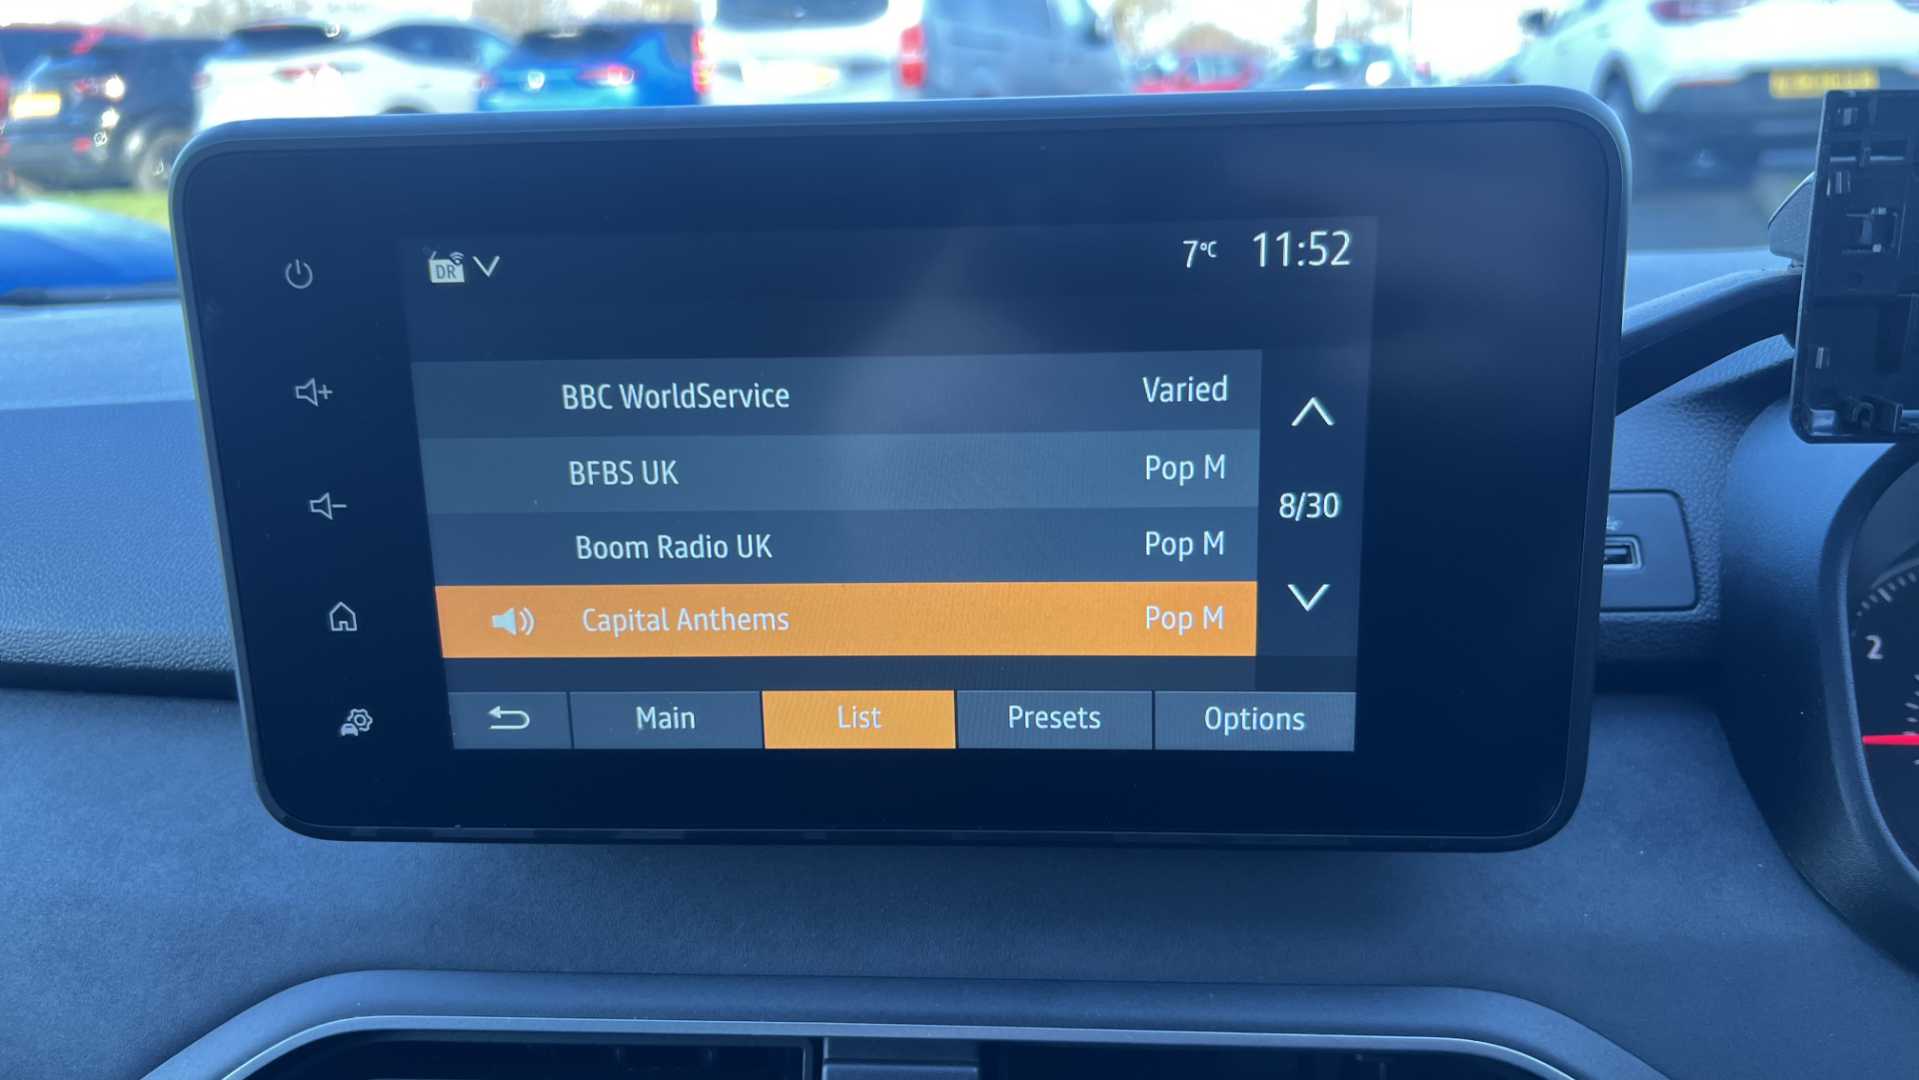 DR
7°C 11:52
BBC WorldService Varied
BFBS UK Pop M
Boom Radio UK Pop M
8/30
Capital Anthems Pop M
Main List Presets Options
2